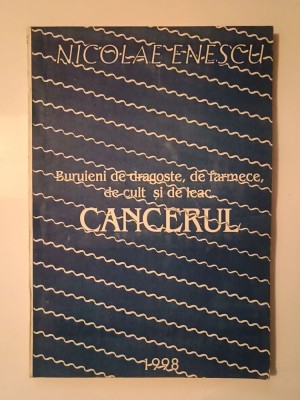 NICOLAE ENESCU
Buruieni de dragoste, de farmece,
de cult și de leac
CANCERUL
1998